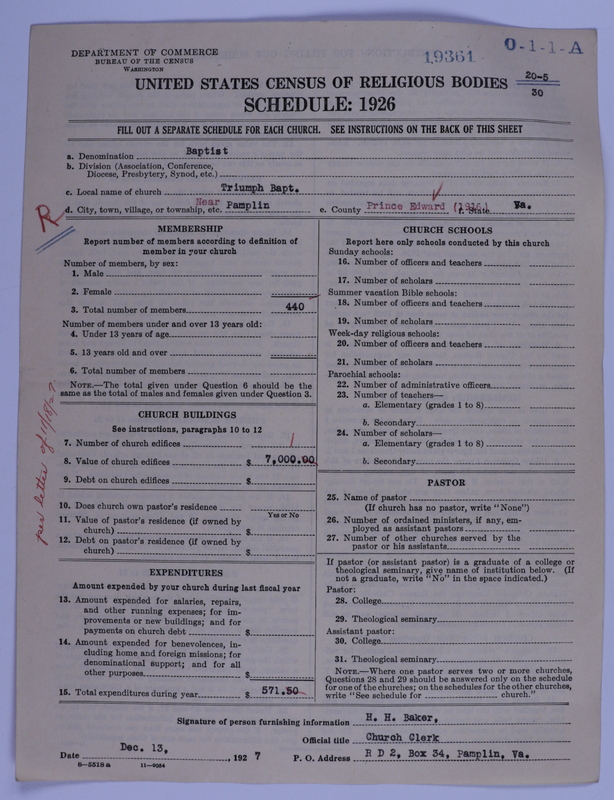 DEPARTMENT OF COMMERCE
BUREAU OF THE CENSUS
WASHINGTON
19361
O-1-1-A
20-5
30
UNITED STATES CENSUS OF RELIGIOUS BODIES
SCHEDULE: 1926
FILL OUT A SEPARATE SCHEDULE FOR EACH CHURCH. SEE INSTRUCTIONS ON THE BACK OF THIS SHEET
a. Denomination Baptist
b. Division (Association, Conference,
Diocese, Presbytery, Synod, etc.)
c. Local name of church Triumph Bapt.
d. City, town, village, or township, etc. Near Pamplin e. County Prince Edward f. State Va.
R
MEMBERSHIP
Report number of members according to definition of
member in your church
Number of members, by sex:
1. Male
2. Female
3. Total number of members 440
Number of members under and over 13 years old:
4. Under 13 years of age
5. 13 years old and over
6. Total number of members
NOTE.—The total given under Question 6 should be the
same as the total of males and females given under Question 3.
CHURCH BUILDINGS
See instructions, paragraphs 10 to 12
7. Number of church edifices 1
8. Value of church edifices $ 7,000.00
9. Debt on church edifices $
10. Does church own pastor's residence
Yes or No
11. Value of pastor's residence (if owned by
church) $
12. Debt on pastor's residence (if owned by
church) $
per letter of
EXPENDITURES
Amount expended by your church during last fiscal year
13. Amount expended for salaries, repairs,
and other running expenses; for im-
provements or new buildings; and for
payments on church debt $
14. Amount expended for benevolences, in-
cluding home and foreign missions; for
denominational support; and for all
other purposes $
15. Total expenditures during year $ 571.50
CHURCH SCHOOLS
Report here only schools conducted by this church
Sunday schools:
16. Number of officers and teachers
17. Number of scholars
Summer vacation Bible schools:
18. Number of officers and teachers
19. Number of scholars
Week-day religious schools:
20. Number of officers and teachers
21. Number of scholars
Parochial schools:
22. Number of administrative officers
23. Number of teachers—
a. Elementary (grades 1 to 8)
b. Secondary
24. Number of scholars—
a. Elementary (grades 1 to 8)
b. Secondary
PASTOR
25. Name of pastor
(If church has no pastor, write "None")
26. Number of ordained ministers, if any, em-
ployed as assistant pastors
27. Number of other churches served by the
pastor or his assistants
If pastor (or assistant pastor) is a graduate of a college or
theological seminary, give name of institution below. (If
not a graduate, write "No" in the space indicated.)
Pastor:
28. College
29. Theological seminary
Assistant pastor:
30. College
31. Theological seminary
NOTE.—Where one pastor serves two or more churches,
Questions 28 and 29 should be answered only on the schedule
for one of the churches; on the schedules for the other churches,
write "See schedule for church."
Signature of person furnishing information H. H. Baker,
Official title Church Clerk
Date Dec. 13, , 1927 P. O. Address R D 2, Box 34, Pamplin, Va.
8—5518a 11—9034